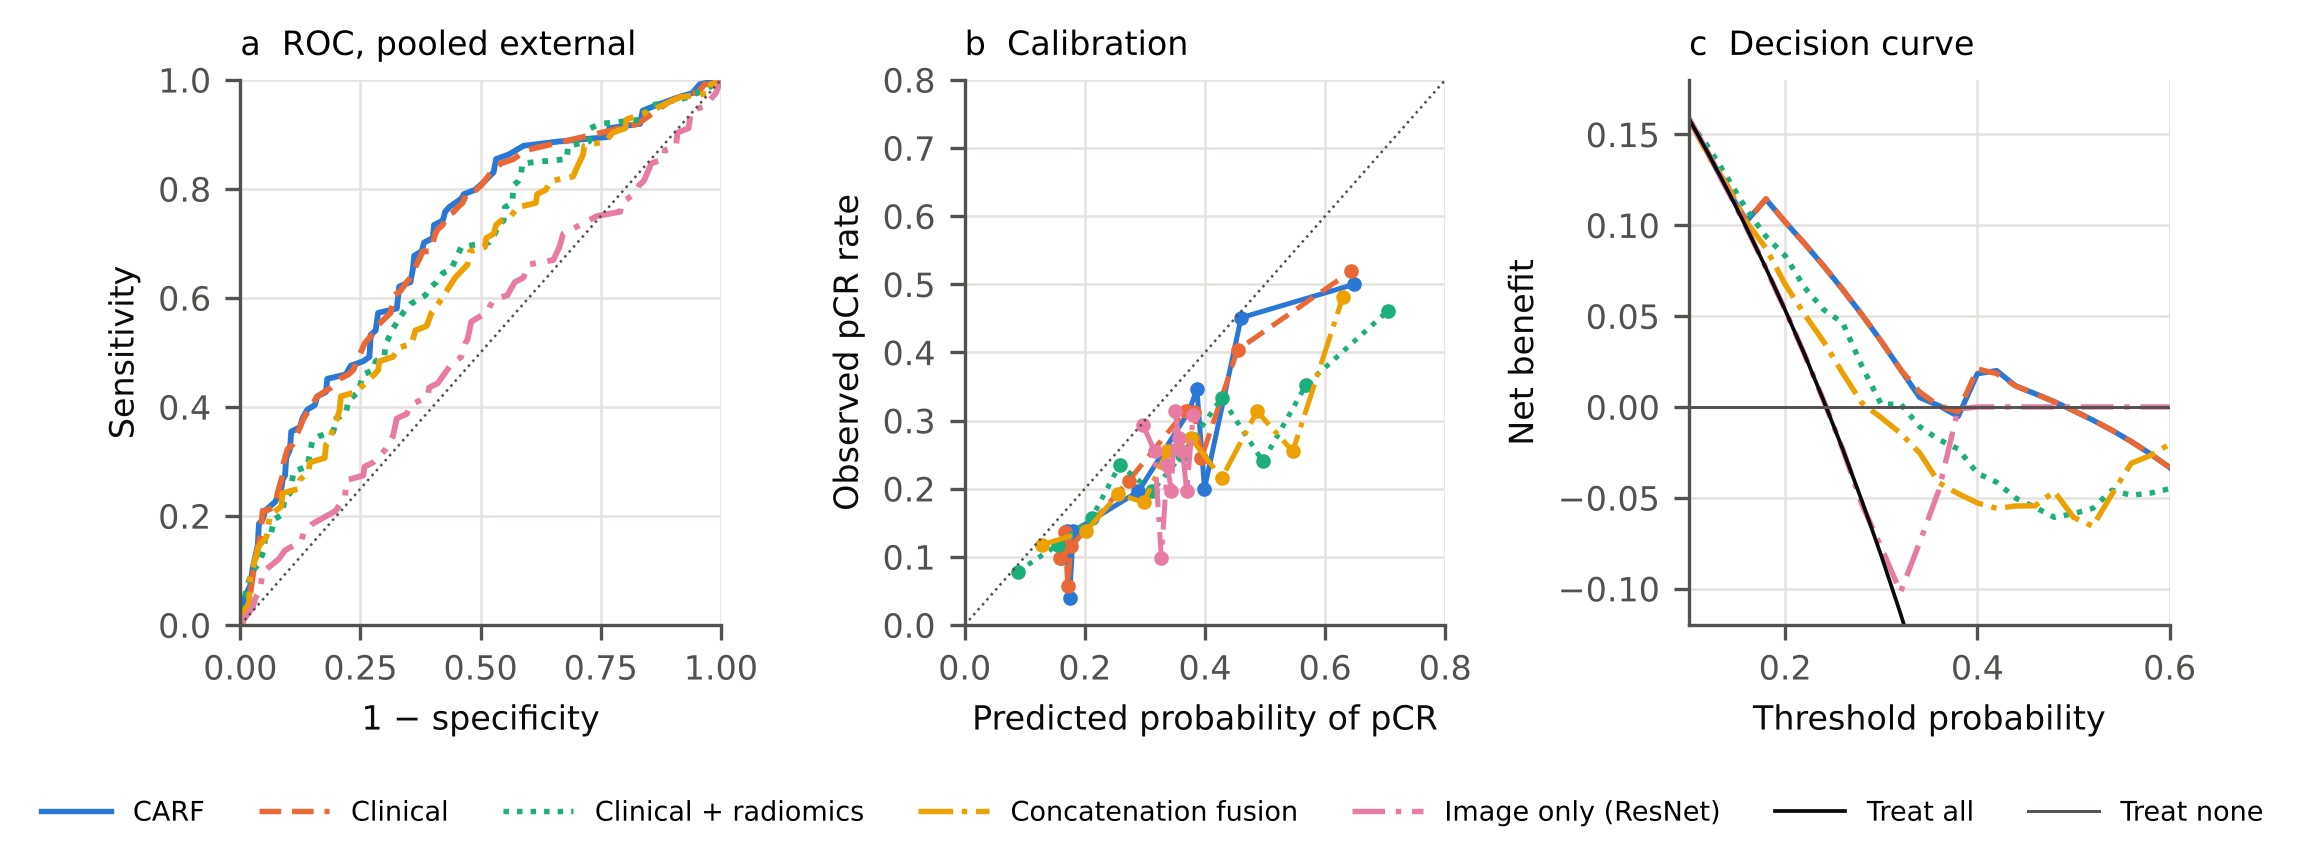 a ROC, pooled external
1.0
0.8
0.6
0.4
0.2
0.0
Sensitivity
0.00 0.25 0.50 0.75 1.00
1 − specificity
b Calibration
0.8
0.7
0.6
0.5
0.4
0.3
0.2
0.1
0.0
Observed pCR rate
0.0 0.2 0.4 0.6 0.8
Predicted probability of pCR
c Decision curve
0.15
0.10
0.05
0.00
−0.05
−0.10
Net benefit
0.2 0.4 0.6
Threshold probability
CARF Clinical Clinical + radiomics Concatenation fusion Image only (ResNet) Treat all Treat none